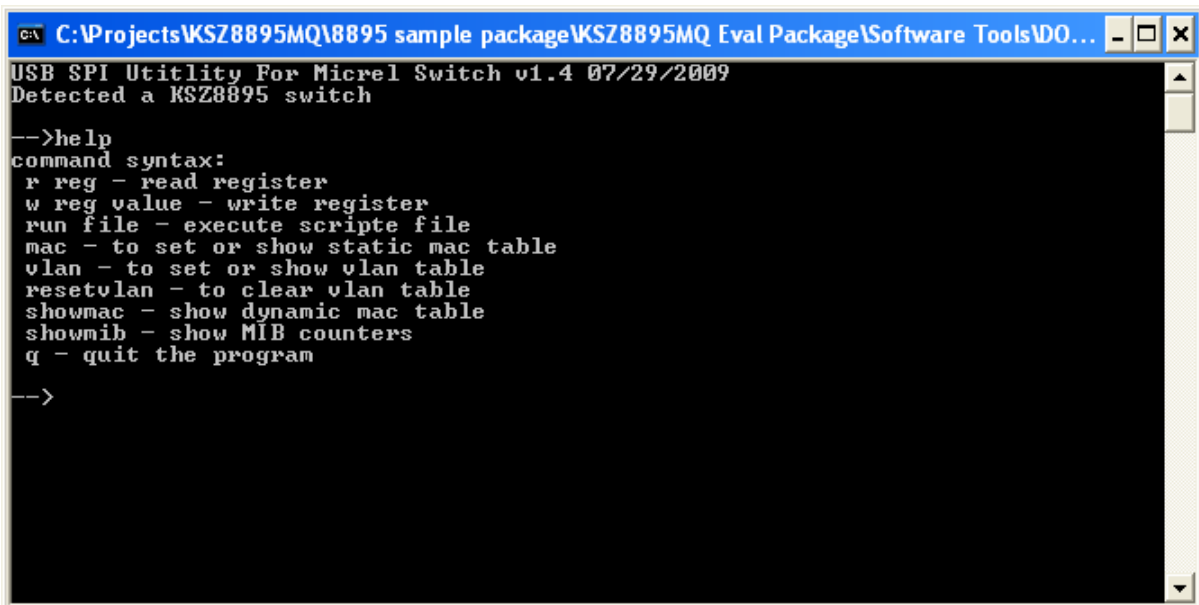 C:\Projects\KSZ8895MQ\8895 sample package\KSZ8895MQ Eval Package\Software Tools\DO...
USB SPI Utitlity For Micrel Switch v1.4 07/29/2009
Detected a KSZ8895 switch
-->help
command syntax:
r reg - read register
w reg value - write register
run file - execute scripte file
mac - to set or show static mac table
vlan - to set or show vlan table
resetvlan - to clear vlan table
showmac - show dynamic mac table
showmib - show MIB counters
q - quit the program
-->